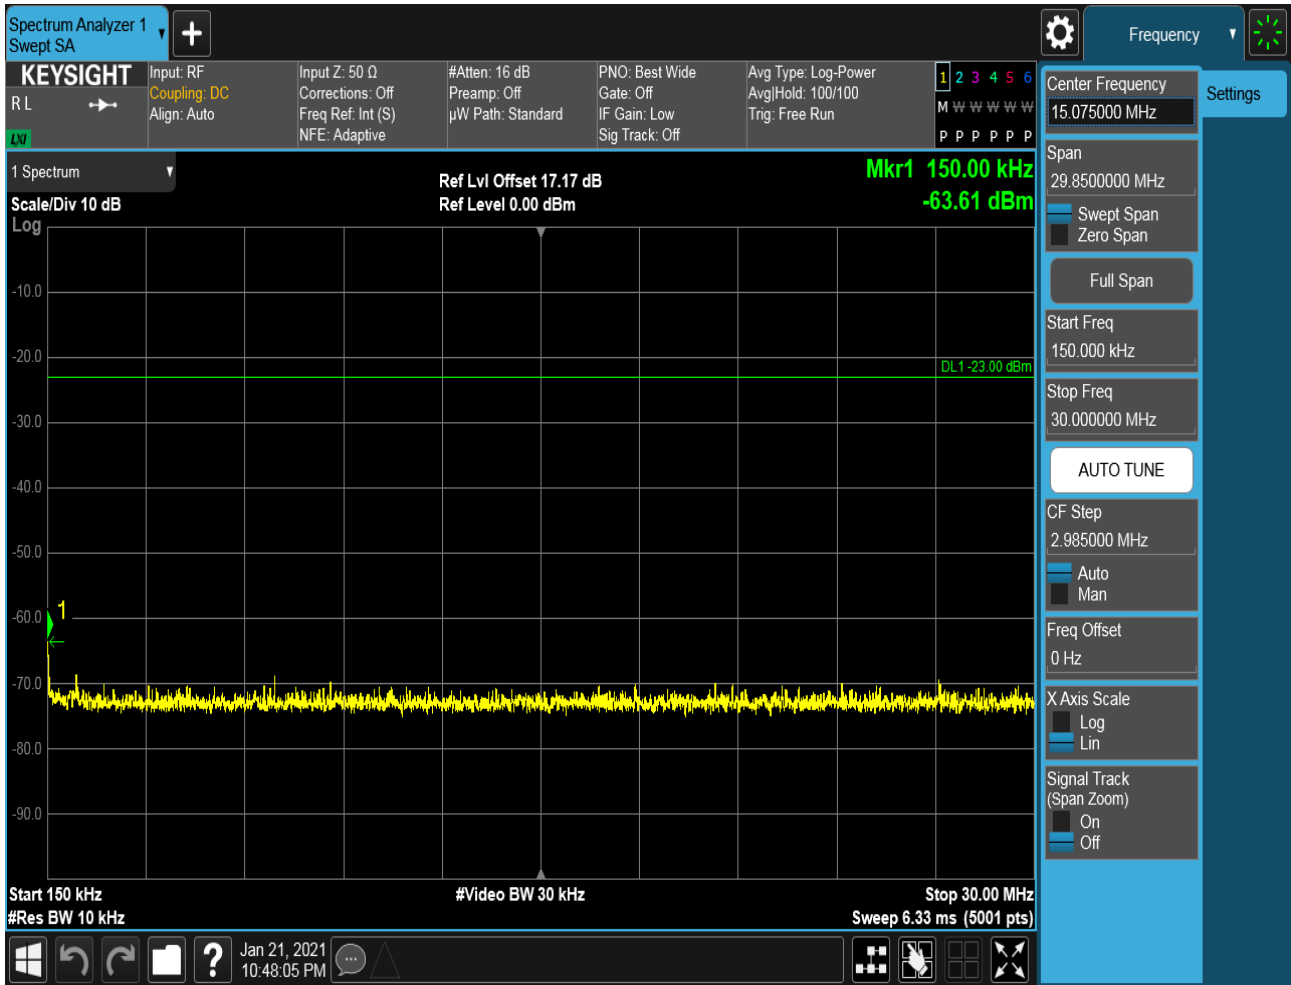 Spectrum Analyzer 1
Swept SA
Frequency
KEYSIGHT
R L
LXI
Input: RF
Coupling: DC
Align: Auto
Input Z: 50 Ω
Corrections: Off
Freq Ref: Int (S)
NFE: Adaptive
#Atten: 16 dB
Preamp: Off
µW Path: Standard
PNO: Best Wide
Gate: Off
IF Gain: Low
Sig Track: Off
Avg Type: Log-Power
Avg|Hold: 100/100
Trig: Free Run
1 2 3 4 5 6
M W W W W W
P P P P P P
1 Spectrum
Scale/Div 10 dB
Log
Ref Lvl Offset 17.17 dB
Ref Level 0.00 dBm
Mkr1 150.00 kHz
-63.61 dBm
-10.0
-20.0
DL1 -23.00 dBm
-30.0
-40.0
-50.0
-60.0
1
-70.0
-80.0
-90.0
Start 150 kHz
#Video BW 30 kHz
Stop 30.00 MHz
#Res BW 10 kHz
Sweep 6.33 ms (5001 pts)
?
Jan 21, 2021
10:48:05 PM
Center Frequency
15.075000 MHz
Settings
Span
29.8500000 MHz
Swept Span
Zero Span
Full Span
Start Freq
150.000 kHz
Stop Freq
30.000000 MHz
AUTO TUNE
CF Step
2.985000 MHz
Auto
Man
Freq Offset
0 Hz
X Axis Scale
Log
Lin
Signal Track
(Span Zoom)
On
Off